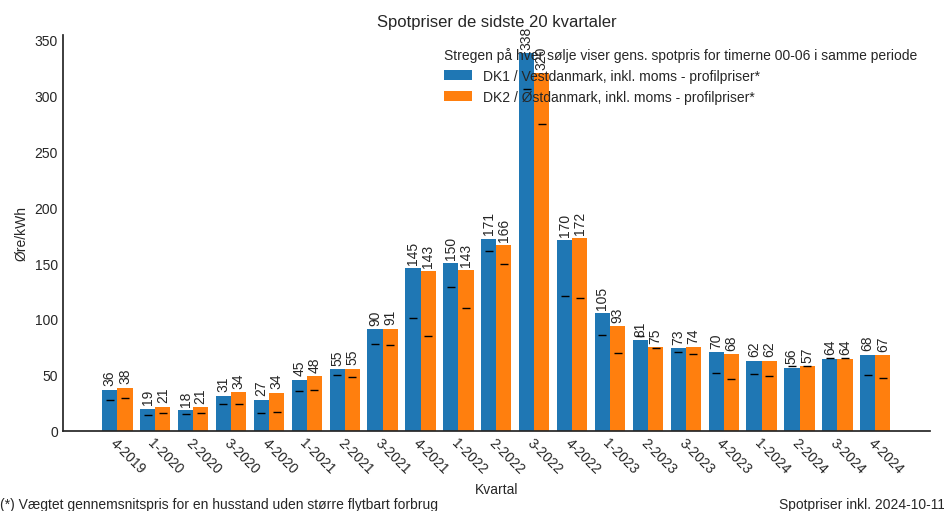 Spotpriser de sidste 20 kvartaler
Stregen på hver sølje viser gens. spotpris for timerne 00-06 i samme periode
DK1 / Vestdanmark, inkl. moms - profilpriser*
DK2 / Østdanmark, inkl. moms - profilpriser*
Øre/kWh
350
300
250
200
150
100
50
0
36 38 19 21 18 21 31 34 27 34 45 48 55 55 90 91 145 143 150 143 171 166 338 320 170 172 105 93 81 75 73 74 70 68 62 62 56 57 64 64 68 67
4-2019 1-2020 2-2020 3-2020 4-2020 1-2021 2-2021 3-2021 4-2021 1-2022 2-2022 3-2022 4-2022 1-2023 2-2023 3-2023 4-2023 1-2024 2-2024 3-2024 4-2024
Kvartal
(*) Vægtet gennemsnitspris for en husstand uden større flytbart forbrug
Spotpriser inkl. 2024-10-11